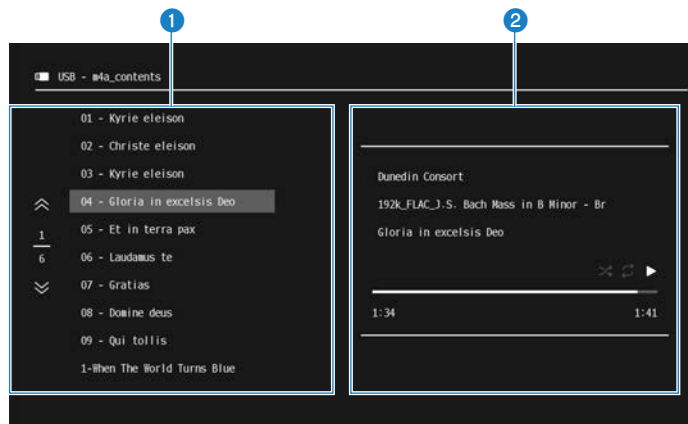 1
2
USB - m4a_contents
01 - Kyrie eleison
02 - Christe eleison
03 - Kyrie eleison
04 - Gloria in excelsis Deo
05 - Et in terra pax
06 - Laudamus te
07 - Gratias
08 - Domine deus
09 - Qui tollis
1-When The World Turns Blue
1
6
Dunedin Consort
192k_FLAC_J.S. Bach Mass in B Minor - Br
Gloria in excelsis Deo
1:34
1:41